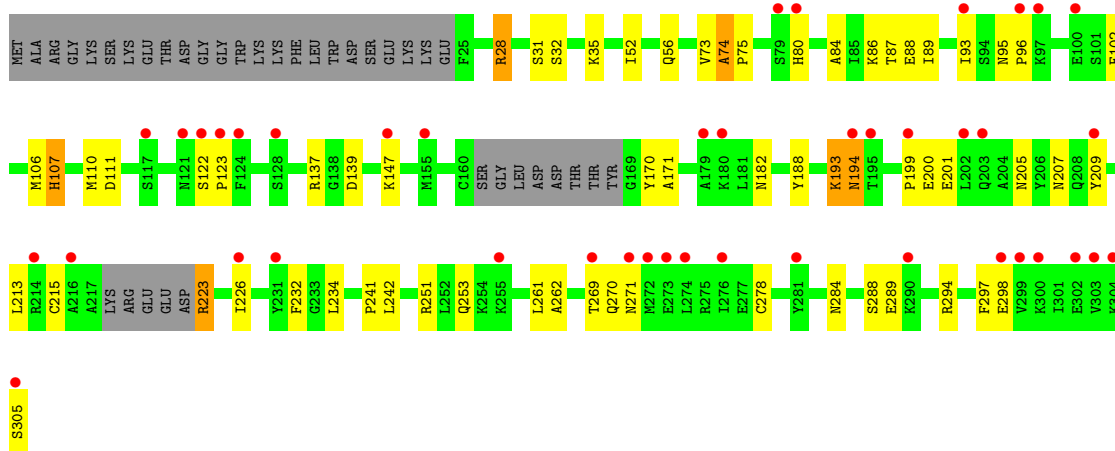 MET ALA ARG GLY LYS SER LYS GLU THR ASP GLY GLY TRP LYS LYS PHE LEU TRP ASP SER GLU LYS LYS GLU F25 R28 S31 S32 K35 I52 Q56 V73 A74 P75 S79 H80 A84 I85 K86 T87 E88 I89 I93 S94 N95 P96 K97 E100 S101 E102
M106 H107 M110 D111 S117 N121 S122 P123 F124 S128 R137 G138 D139 K147 M155 C160 SER GLY LEU ASP ASP THR THR TYR G169 Y170 A171 A179 K180 L181 N182 Y188 K193 N194 T195 P199 E200 E201 L202 Q203 A204 N205 Y206 N207 Q208 Y209
L213 R214 C215 A216 A217 LYS ARG GLU GLU ASP R223 I226 Y231 F232 G233 L234 P241 L242 R251 L252 Q253 K254 K255 L261 A262 T269 Q270 N271 M272 E273 L274 R275 I276 E277 C278 Y281 N284 S288 E289 K290 R294 F297 E298 V299 K300 I301 E302 V303 K304
S305